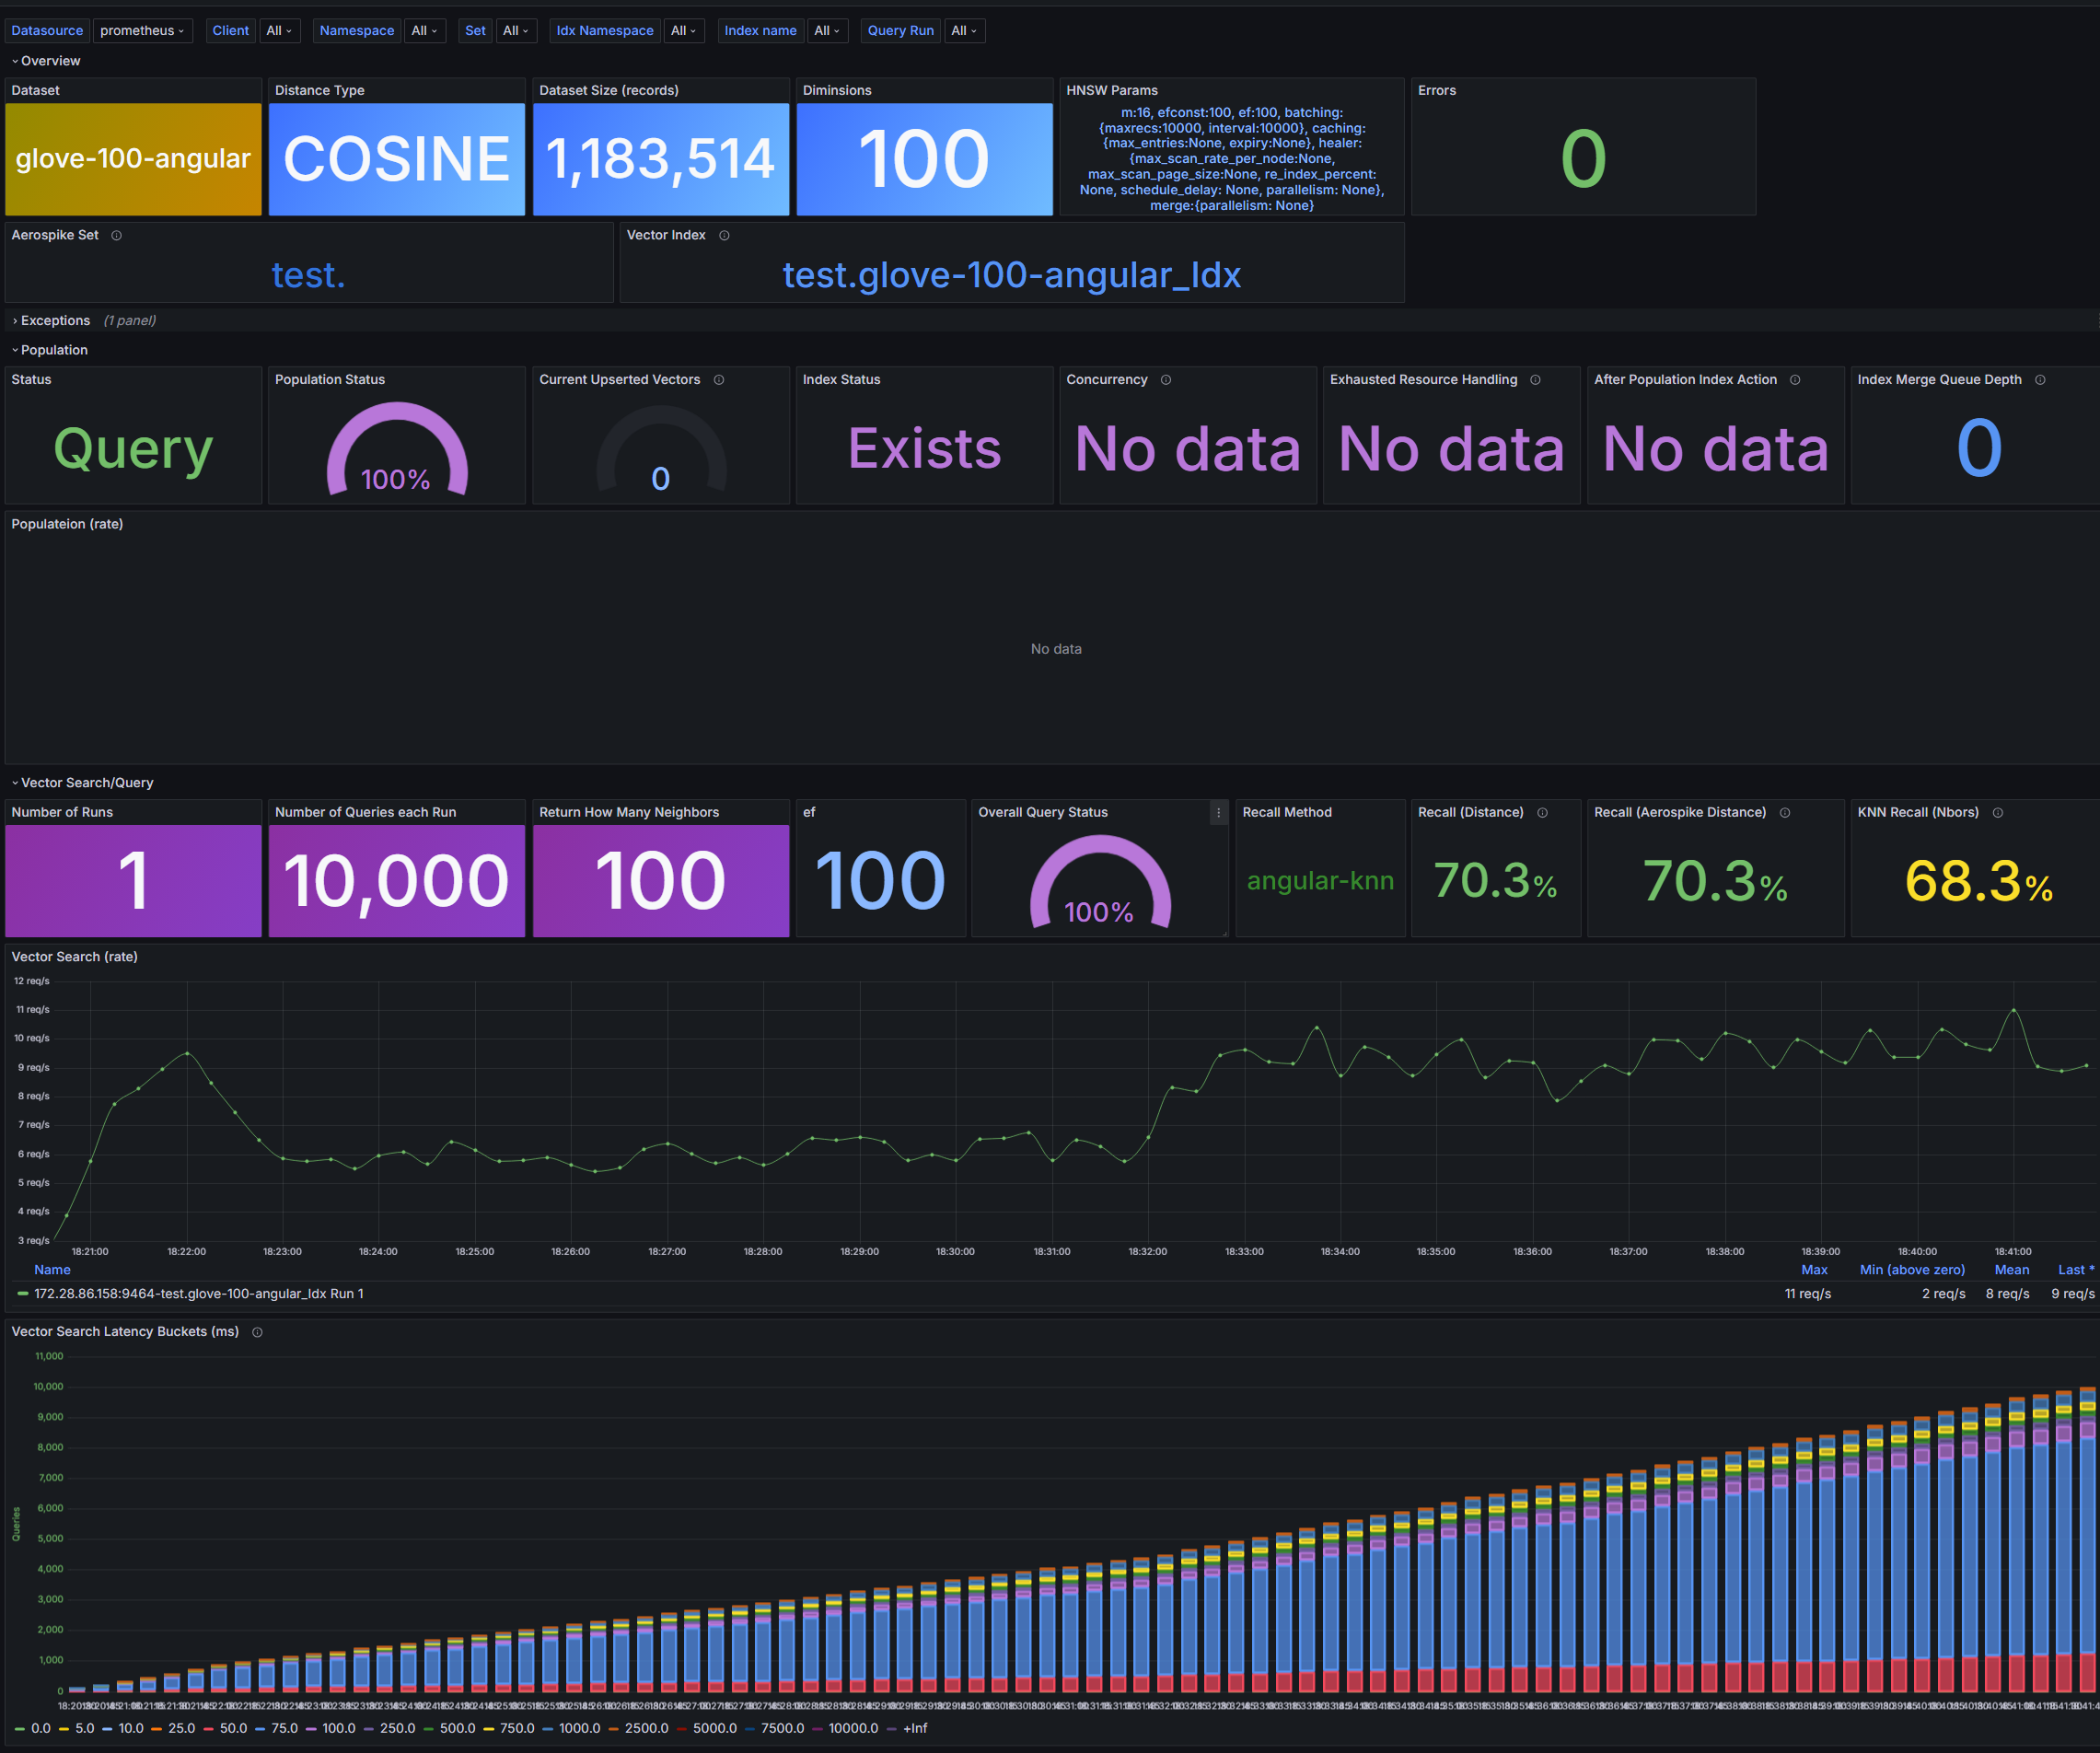 Datasource prometheus Client All Namespace All Set All Idx Namespace All Index name All Query Run All
Overview
Dataset Distance Type Dataset Size (records) Diminsions HNSW Params Errors
glove-100-angular COSINE 1,183,514 100
m:16, efconst:100, ef:100, batching:
{maxrecs:10000, interval:10000}, caching:
{max_entries:None, expiry:None}, healer:
{max_scan_rate_per_node:None,
max_scan_page_size:None, re_index_percent:
None, schedule_delay: None, parallelism: None},
merge:{parallelism: None}
0
Aerospike Set Vector Index
test. test.glove-100-angular_Idx
Exceptions (1 panel)
Population
Status Population Status Current Upserted Vectors Index Status Concurrency Exhausted Resource Handling After Population Index Action Index Merge Queue Depth
Query 100% 0 Exists No data No data No data 0
Populateion (rate)
No data
Vector Search/Query
Number of Runs Number of Queries each Run Return How Many Neighbors ef Overall Query Status Recall Method Recall (Distance) Recall (Aerospike Distance) KNN Recall (Nbors)
1 10,000 100 100 100% angular-knn 70.3% 70.3% 68.3%
Vector Search (rate)
12 req/s
11 req/s
10 req/s
9 req/s
8 req/s
7 req/s
6 req/s
5 req/s
4 req/s
3 req/s
18:21:00 18:22:00 18:23:00 18:24:00 18:25:00 18:26:00 18:27:00 18:28:00 18:29:00 18:30:00 18:31:00 18:32:00 18:33:00 18:34:00 18:35:00 18:36:00 18:37:00 18:38:00 18:39:00 18:40:00 18:41:00
Name Max Min (above zero) Mean Last *
172.28.86.158:9464-test.glove-100-angular_Idx Run 1 11 req/s 2 req/s 8 req/s 9 req/s
Vector Search Latency Buckets (ms)
11,000
10,000
9,000
8,000
7,000
6,000
5,000
4,000
3,000
2,000
1,000
0
Queries
0.0 5.0 10.0 25.0 50.0 75.0 100.0 250.0 500.0 750.0 1000.0 2500.0 5000.0 7500.0 10000.0 +Inf